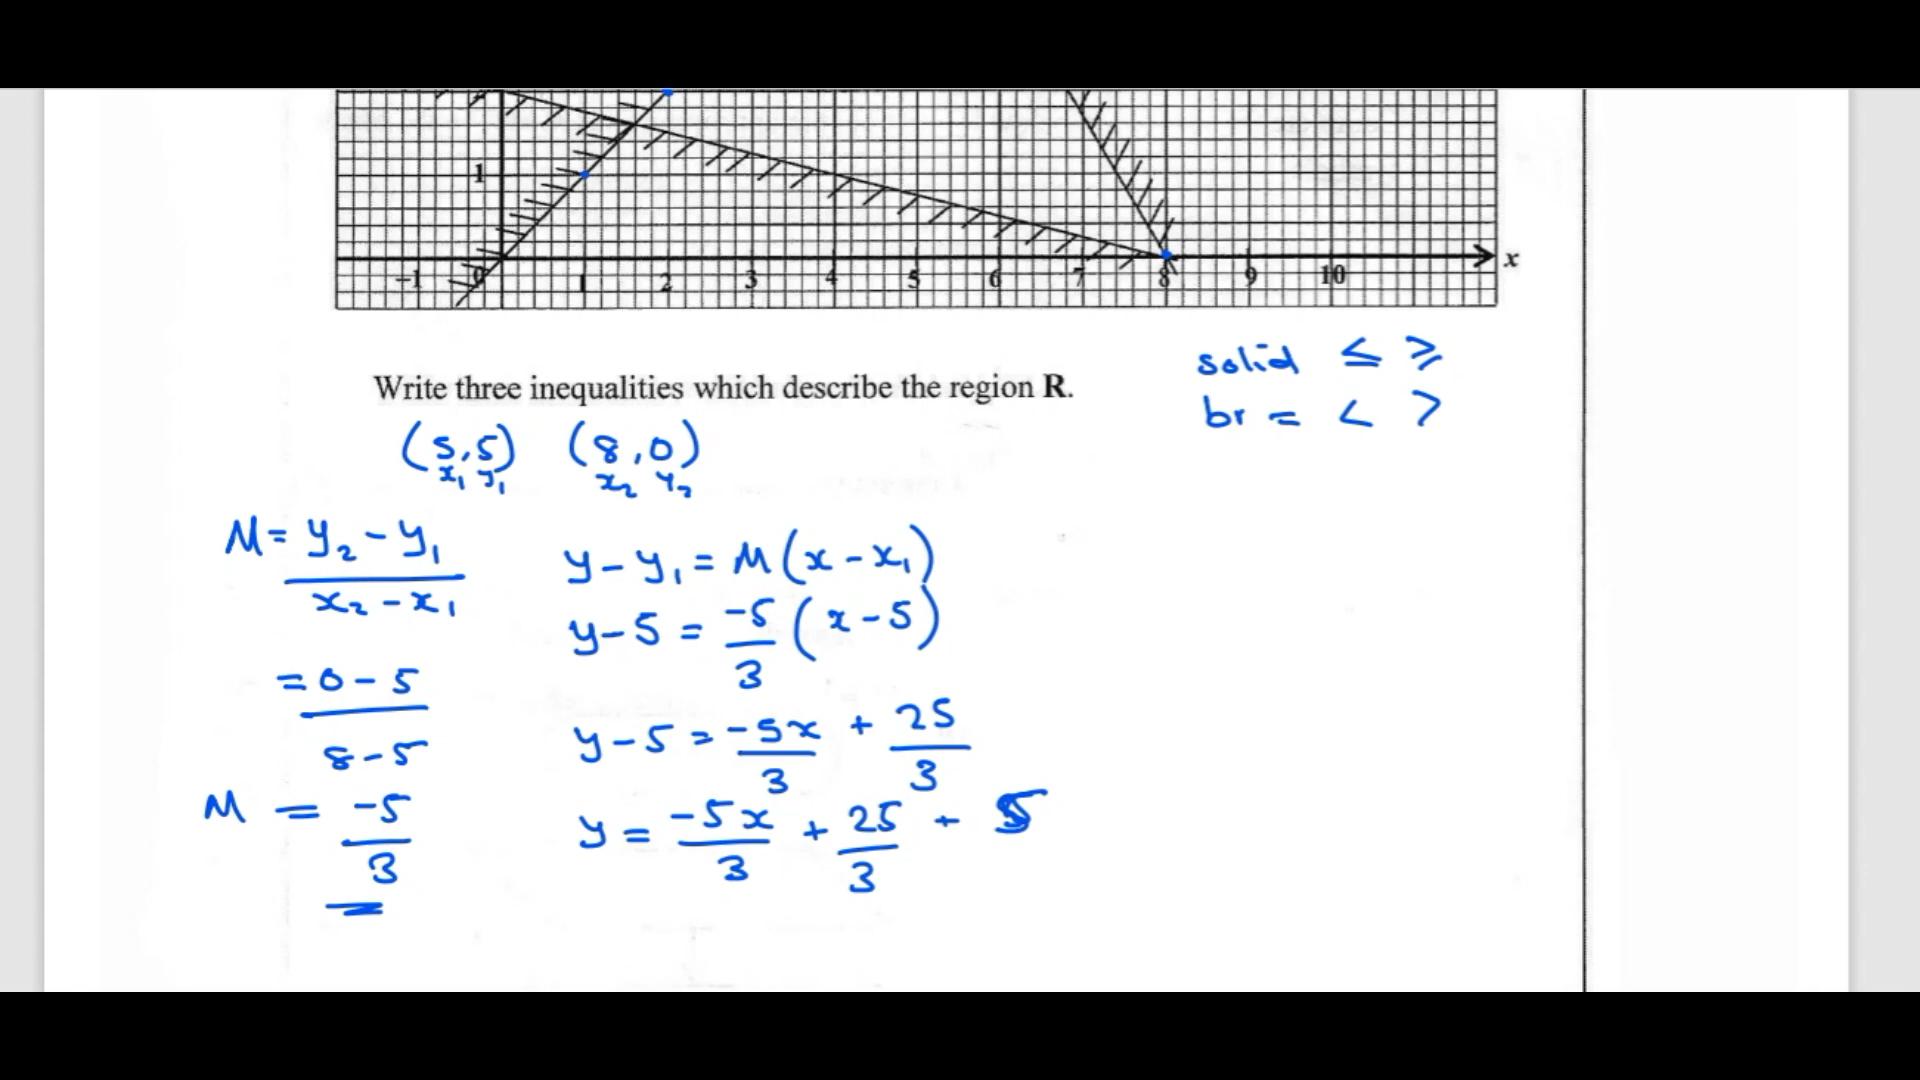 1
-1 0 1 2 3 4 5 6 7 8 9 10 x
Write three inequalities which describe the region R.
solid ≤ ≥
br = < >
(5,5) (8,0)
x₁ y₁ x₂ y₂
M = y₂ - y₁
x₂ - x₁
= 0 - 5
8 - 5
M = -5
3
y - y₁ = M(x - x₁)
y - 5 = -5/3 (x - 5)
y - 5 = -5x/3 + 25/3
y = -5x/3 + 25/3 + 5